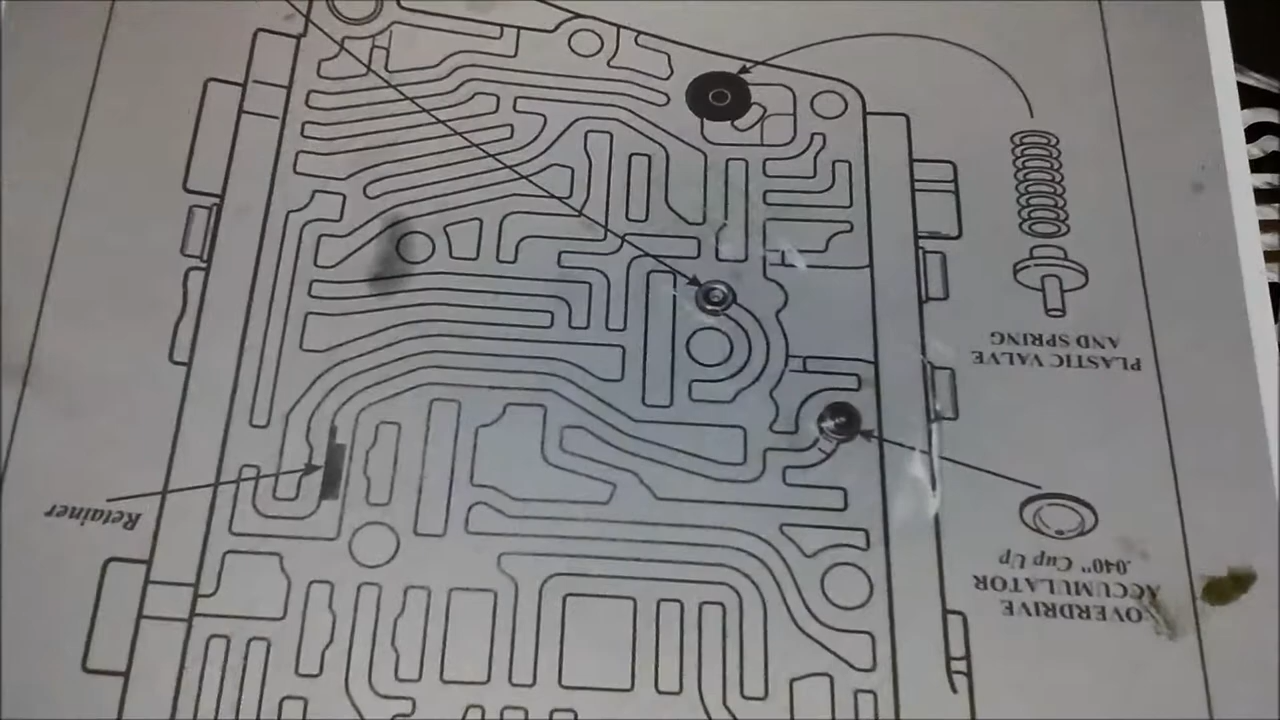 OVERDRIVE
ACCUMULATOR
.040" Cup Up
Retainer
PLASTIC VALVE
AND SPRING